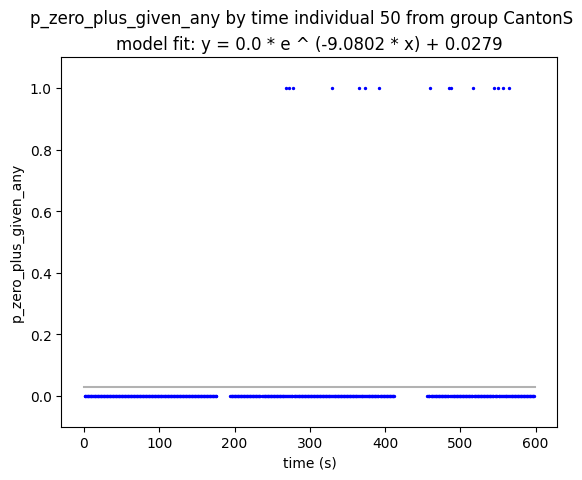 p_zero_plus_given_any by time individual 50 from group CantonS
model fit: y = 0.0 * e ^ (-9.0802 * x) + 0.0279
1.0
0.8
0.6
0.4
0.2
0.0
p_zero_plus_given_any
0 100 200 300 400 500 600
time (s)